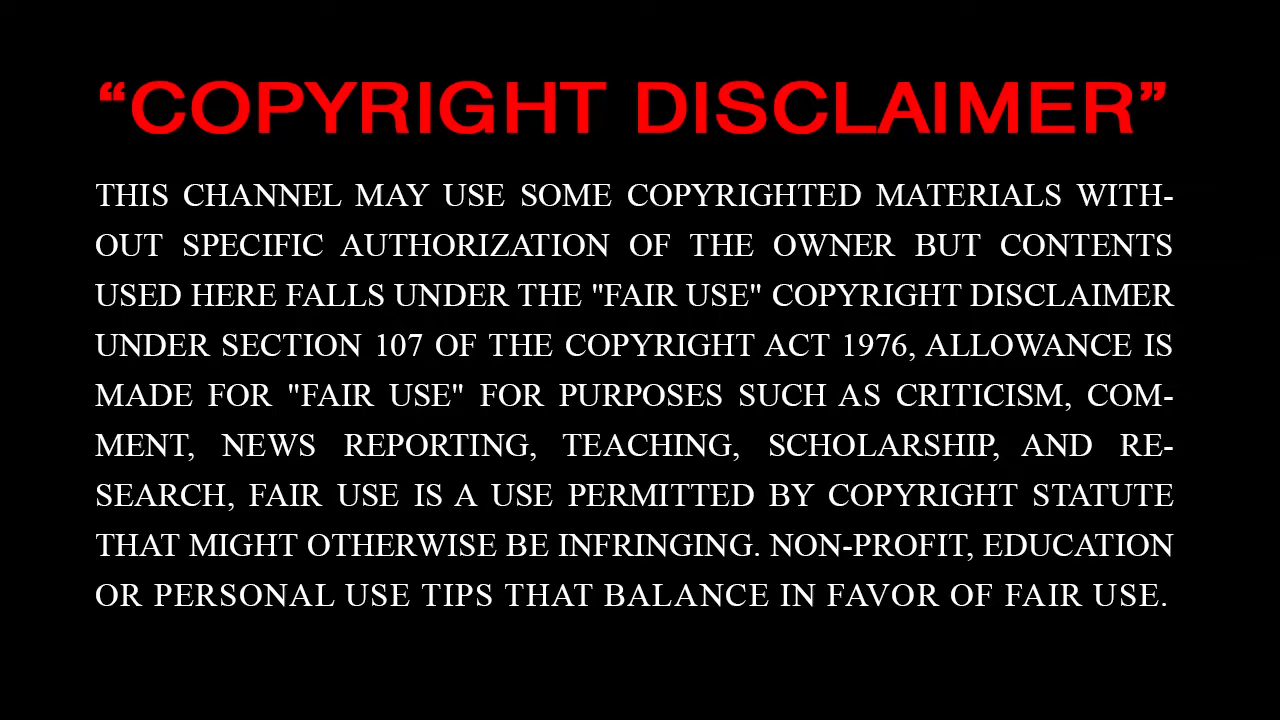 “COPYRIGHT DISCLAIMER”
THIS CHANNEL MAY USE SOME COPYRIGHTED MATERIALS WITH-
OUT SPECIFIC AUTHORIZATION OF THE OWNER BUT CONTENTS
USED HERE FALLS UNDER THE "FAIR USE" COPYRIGHT DISCLAIMER
UNDER SECTION 107 OF THE COPYRIGHT ACT 1976, ALLOWANCE IS
MADE FOR "FAIR USE" FOR PURPOSES SUCH AS CRITICISM, COM-
MENT, NEWS REPORTING, TEACHING, SCHOLARSHIP, AND RE-
SEARCH, FAIR USE IS A USE PERMITTED BY COPYRIGHT STATUTE
THAT MIGHT OTHERWISE BE INFRINGING. NON-PROFIT, EDUCATION
OR PERSONAL USE TIPS THAT BALANCE IN FAVOR OF FAIR USE.